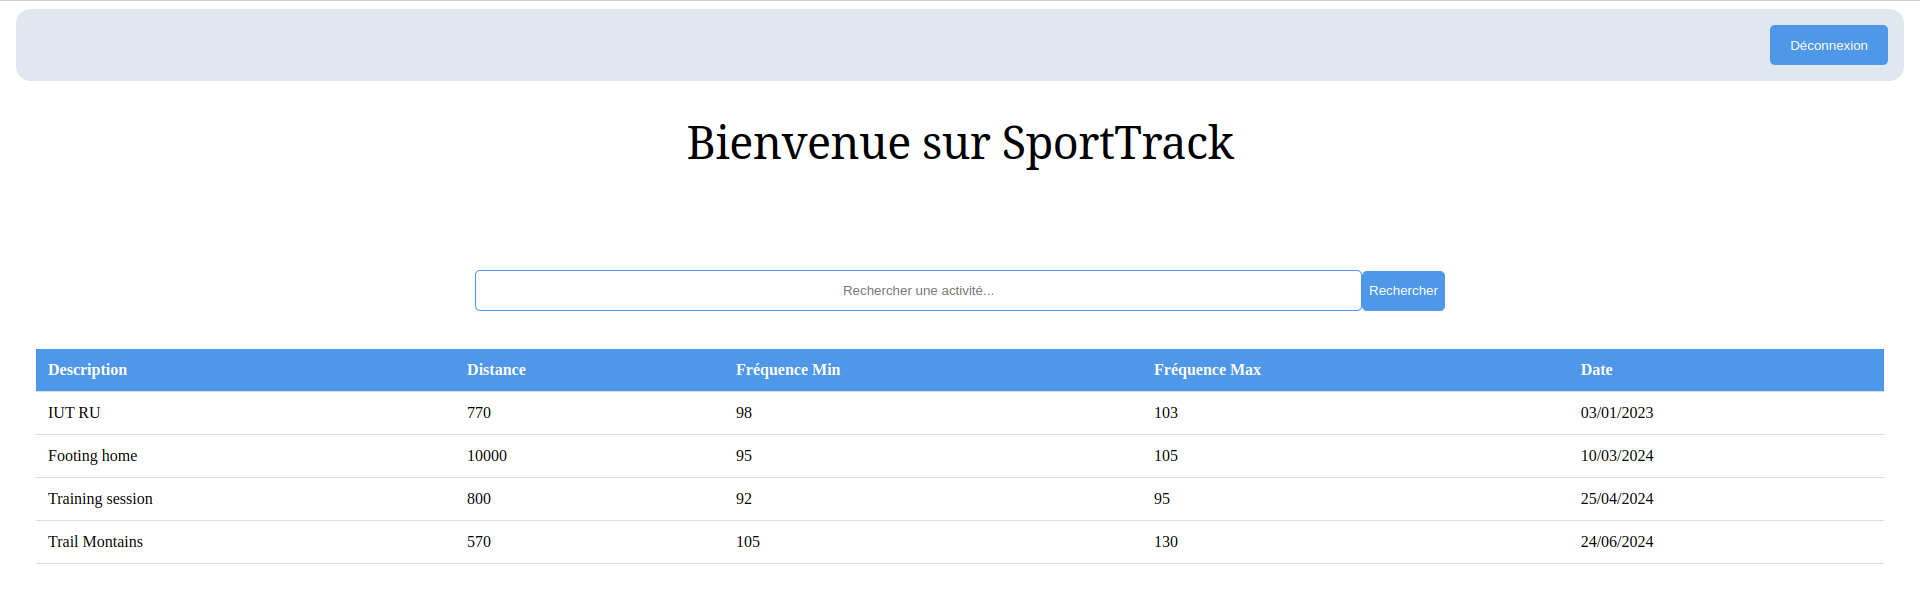 Déconnexion
Bienvenue sur SportTrack
Rechercher une activité... Rechercher
Description Distance Fréquence Min Fréquence Max Date
IUT RU 770 98 103 03/01/2023
Footing home 10000 95 105 10/03/2024
Training session 800 92 95 25/04/2024
Trail Montains 570 105 130 24/06/2024